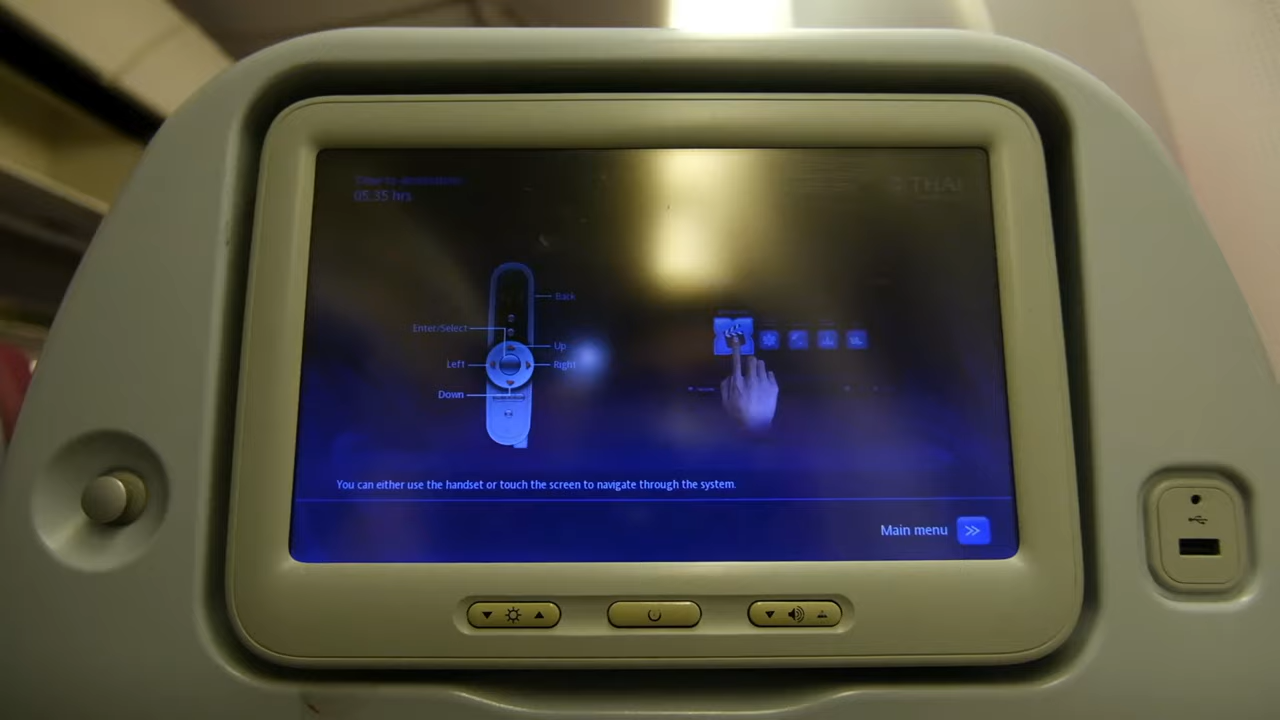 Time to destination
05.35 hrs
THAI
Back
Enter/Select
Up
Left
Right
Down
You can either use the handset or touch the screen to navigate through the system.
Main menu